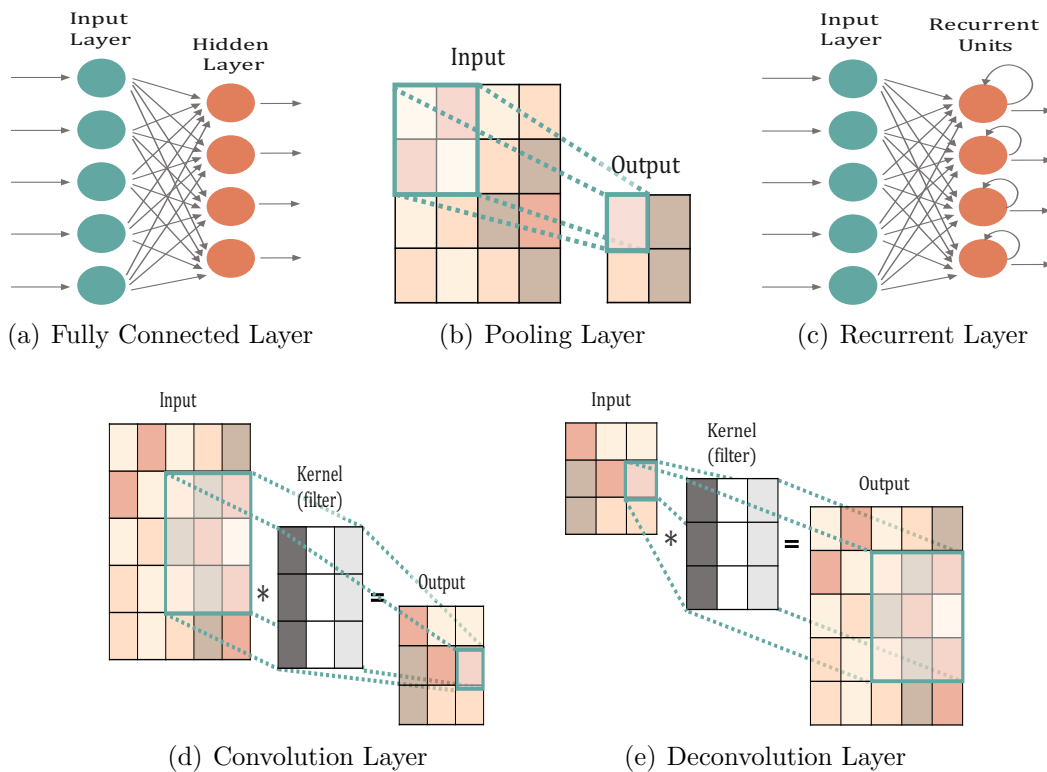 Input
Layer
Hidden
Layer
(a) Fully Connected Layer
Input
Output
(b) Pooling Layer
Input
Layer
Recurrent
Units
(c) Recurrent Layer
Input
Kernel
(filter)
*
=
Output
(d) Convolution Layer
Input
Kernel
(filter)
*
=
Output
(e) Deconvolution Layer